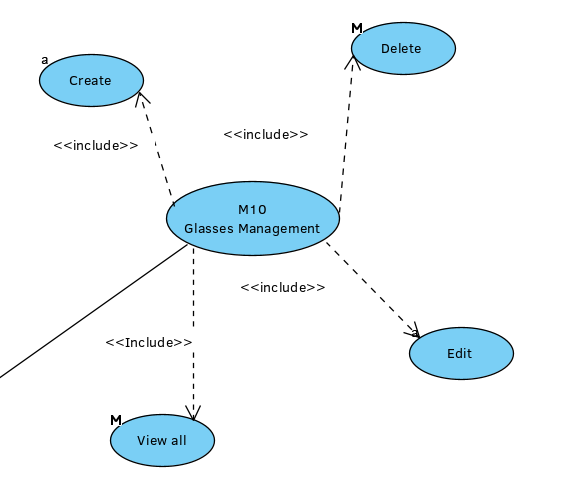 M
Delete
a
Create
<<include>>
<<include>>
M10
Glasses Management
<<include>>
a
Edit
<<Include>>
M
View all